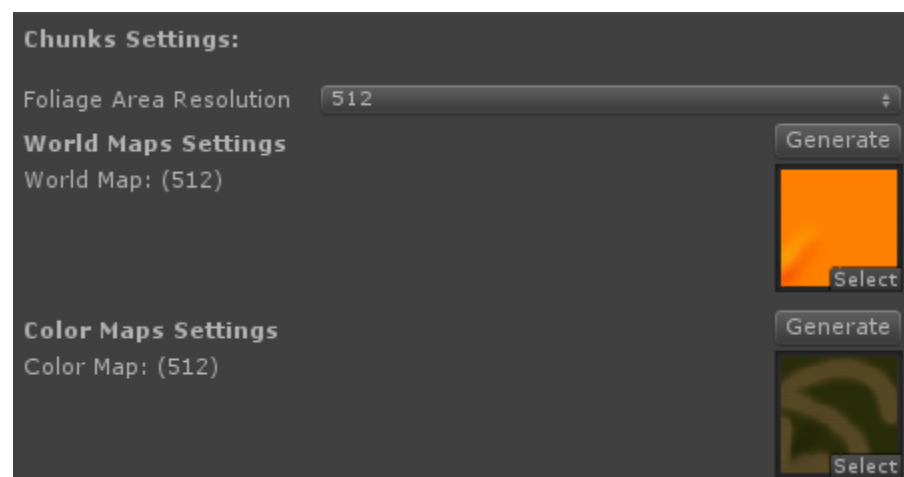 Chunks Settings:
Foliage Area Resolution 512
World Maps Settings Generate
World Map: (512)
Select
Color Maps Settings Generate
Color Map: (512)
Select